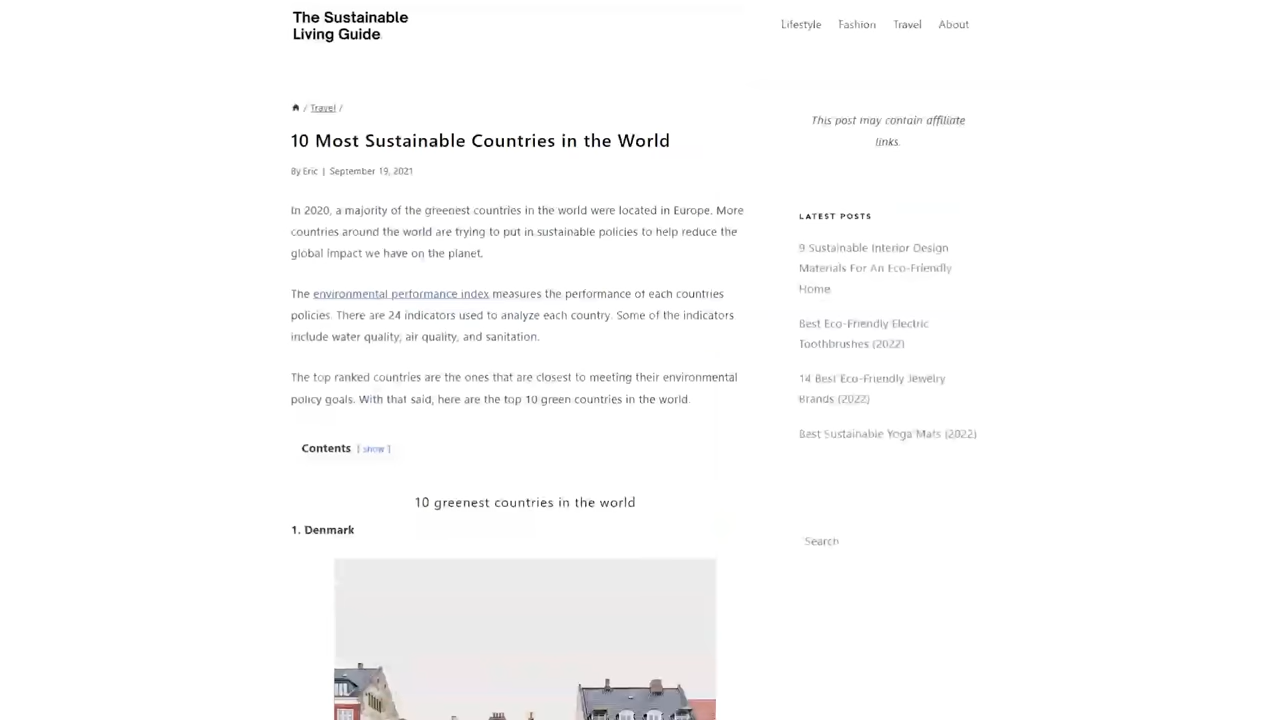 The Sustainable
Living Guide
Lifestyle Fashion Travel About
/ Travel /
10 Most Sustainable Countries in the World
By Eric | September 19, 2021
In 2020, a majority of the greenest countries in the world were located in Europe. More
countries around the world are trying to put in sustainable policies to help reduce the
global impact we have on the planet.
The environmental performance index measures the performance of each countries
policies. There are 24 indicators used to analyze each country. Some of the indicators
include water quality, air quality, and sanitation.
The top ranked countries are the ones that are closest to meeting their environmental
policy goals. With that said, here are the top 10 green countries in the world.
Contents [ show ]
10 greenest countries in the world
1. Denmark
This post may contain affiliate
links.
LATEST POSTS
9 Sustainable Interior Design
Materials For An Eco-Friendly
Home
Best Eco-Friendly Electric
Toothbrushes (2022)
14 Best Eco-Friendly Jewelry
Brands (2022)
Best Sustainable Yoga Mats (2022)
Search